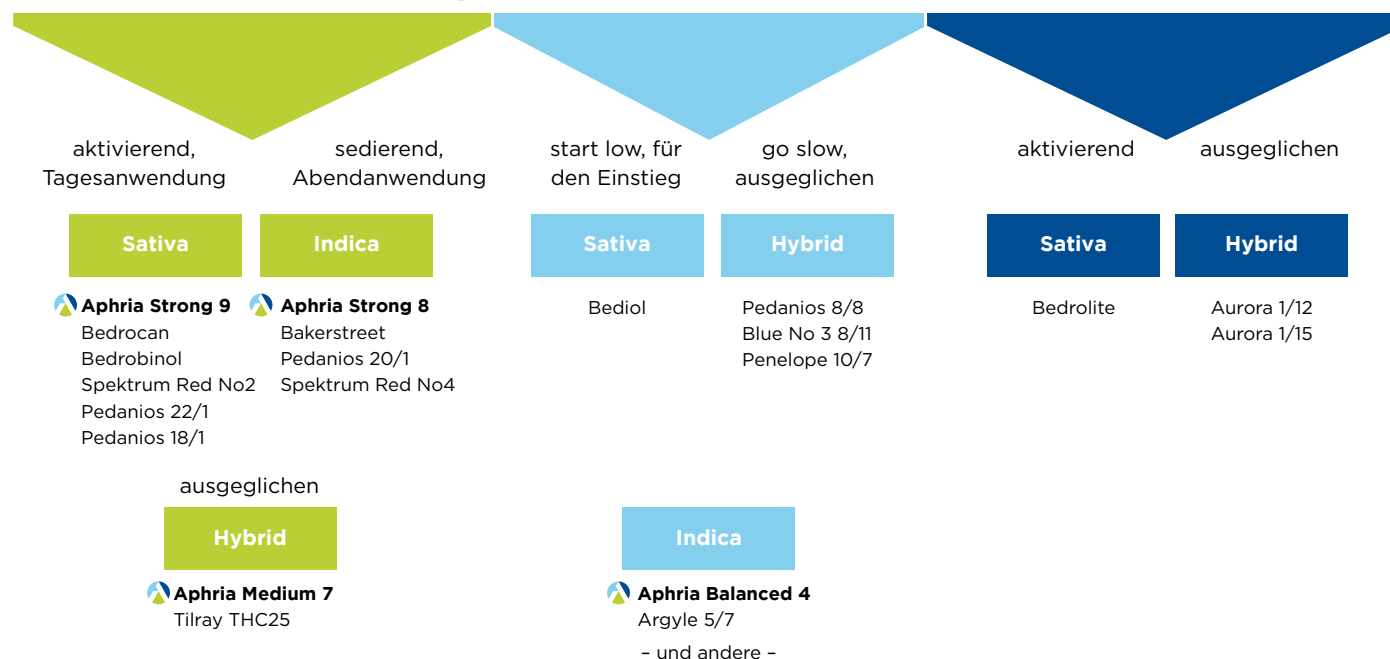 aktivierend,
Tagesanwendung
sedierend,
Abendanwendung
start low, für
den Einstieg
go slow,
ausgeglichen
aktivierend
ausgeglichen
Sativa
Indica
Sativa
Hybrid
Sativa
Hybrid
Aphria Strong 9
Bedrocan
Bedrobinol
Spektrum Red No2
Pedanios 22/1
Pedanios 18/1
Aphria Strong 8
Bakerstreet
Pedanios 20/1
Spektrum Red No4
Bediol
Pedanios 8/8
Blue No 3 8/11
Penelope 10/7
Bedrolite
Aurora 1/12
Aurora 1/15
ausgeglichen
Hybrid
Aphria Medium 7
Tilray THC25
Indica
Aphria Balanced 4
Argyle 5/7
– und andere –